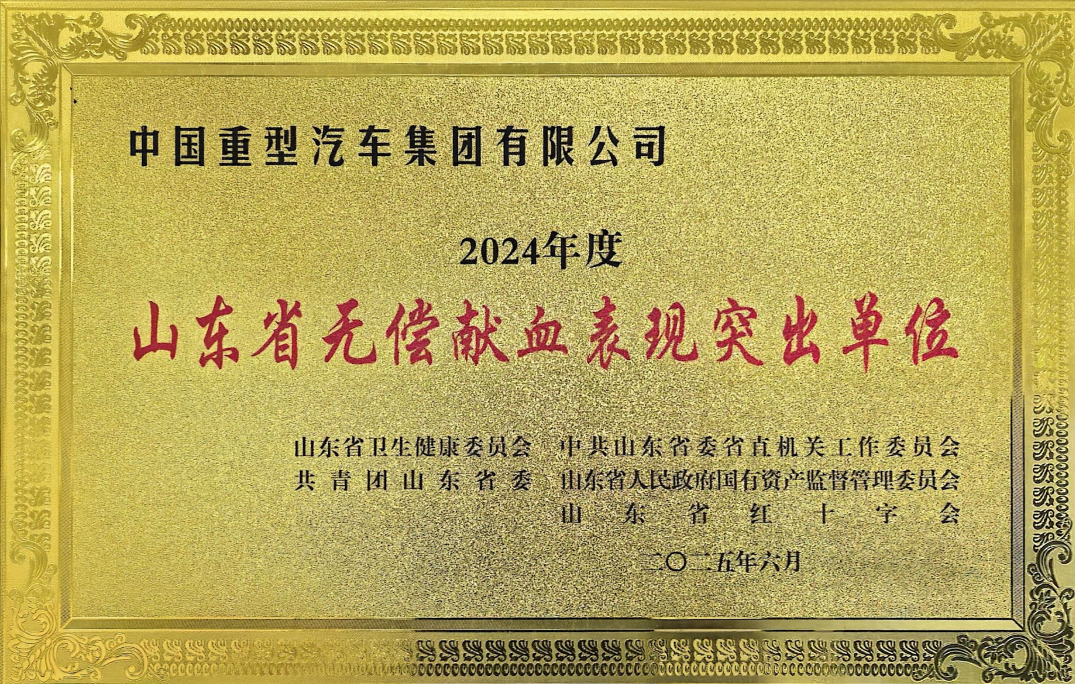 中国重型汽车集团有限公司
2024年度
山东省无偿献血表现突出单位
山东省卫生健康委员会 中共山东省委省直机关工作委员会
共青团山东省委 山东省人民政府国有资产监督管理委员会
山东省红十字会
二〇二五年六月